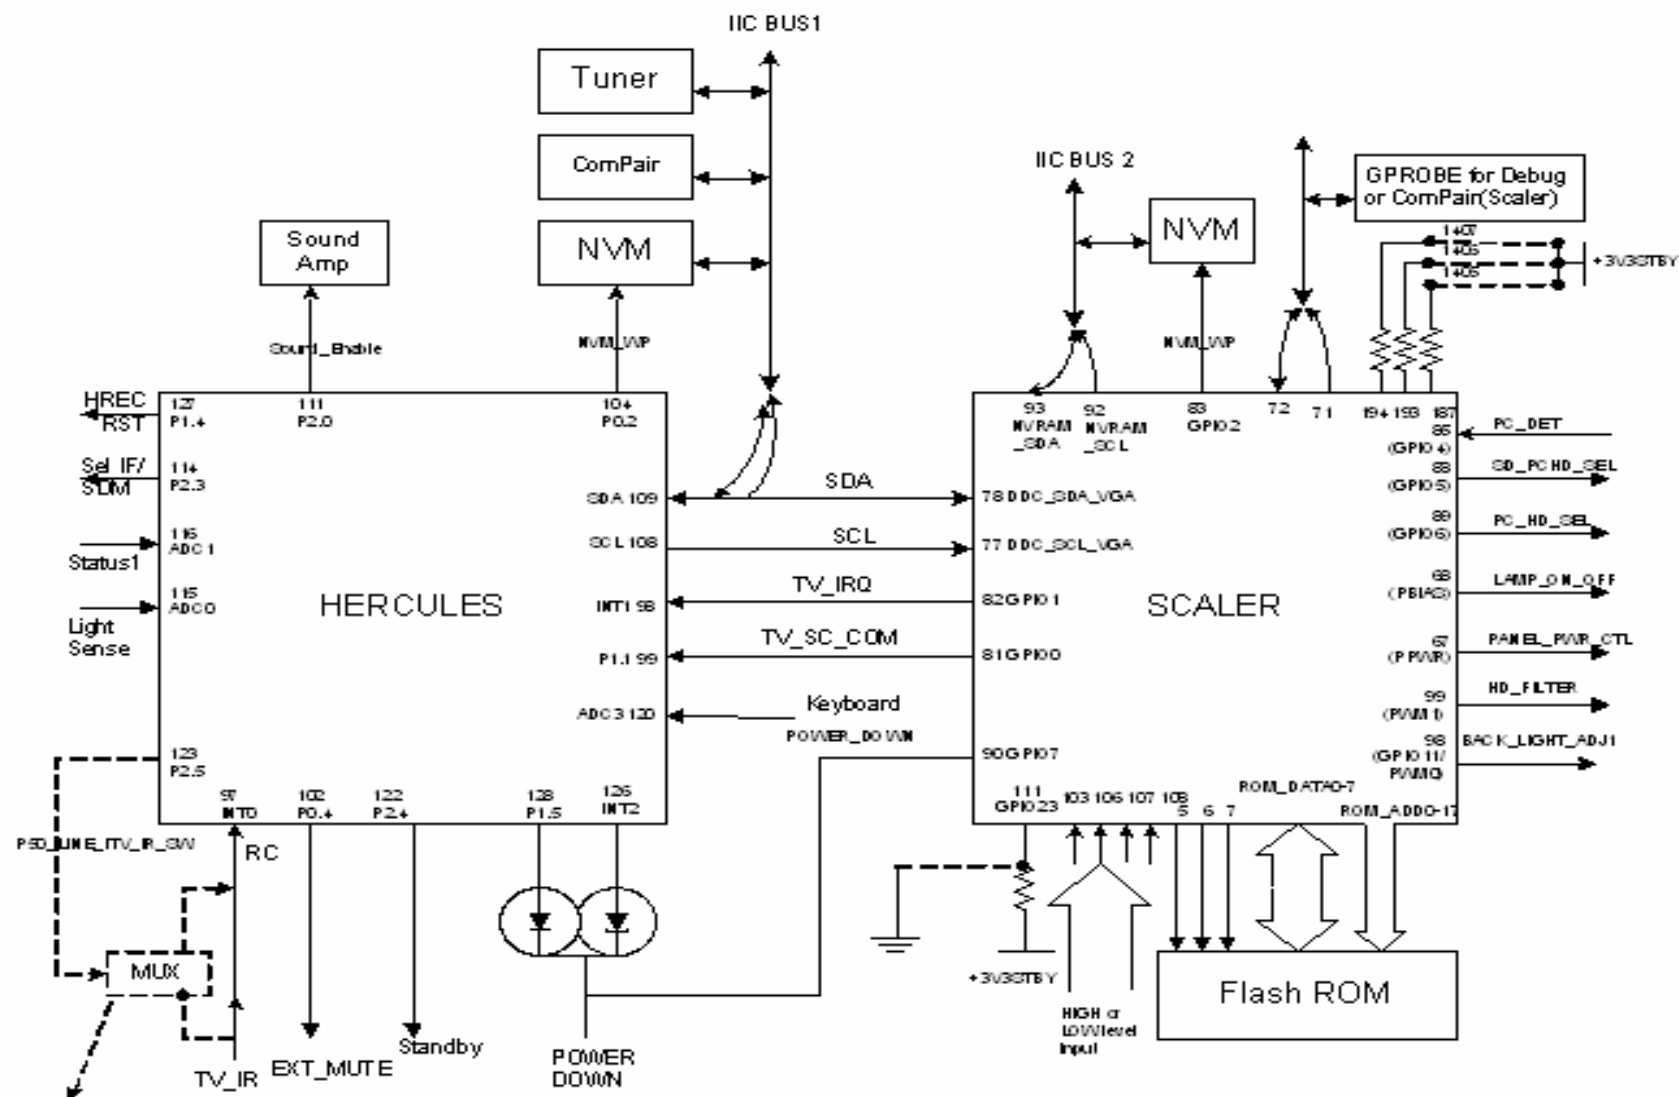 IIC BUS1
Tuner
ComPair
NVM
Sound
Amp
Sound_Enable
NVM_WP
IIC BUS 2
NVM
NVM_WP
GPROBE for Debug
or ComPair(Scaler)
1407
1406
+3V3STBY
HREC
RST
Sel IF/
SDM
Status1
Light
Sense
127
P1.4
111
P2.0
104
P0.2
114
P2.3
116
ADC1
115
ADC0
HERCULES
SDA 109
SCL 108
INT1 98
P1.1 99
ADC3 120
123
P2.5
97
INT0
102
P0.4
122
P2.4
128
P1.5
126
INT2
SDA
SCL
TV_IRQ
TV_SC_COM
Keyboard
POWER_DOWN
93
NVRAM
_SDA
92
NVRAM
_SCL
83
GPIO2
72
71
194 193 187
78 DDC_SDA_VGA
77 DDC_SCL_VGA
82 GPIO1
81 GPIO0
90 GPIO7
SCALER
(GPIO4)
88
(GPIO5)
89
(GPIO6)
68
(PBIAS)
67
(PPWR)
99
(PWM1)
98
(GPIO11/
PWM0)
PC_DET
SD_PCHD_SEL
PC_HD_SEL
LAMP_ON_OFF
PANEL_PWR_CTL
HD_FILTER
BACK_LIGHT_ADJ1
111
GPIO23
103 106 107 108
5 6 7
ROM_DATA0-7
ROM_ADD0-17
RC
MUX
TV_IR
EXT_MUTE
Standby
POWER
DOWN
+3V3STBY
HIGH or
LOW level
input
Flash ROM